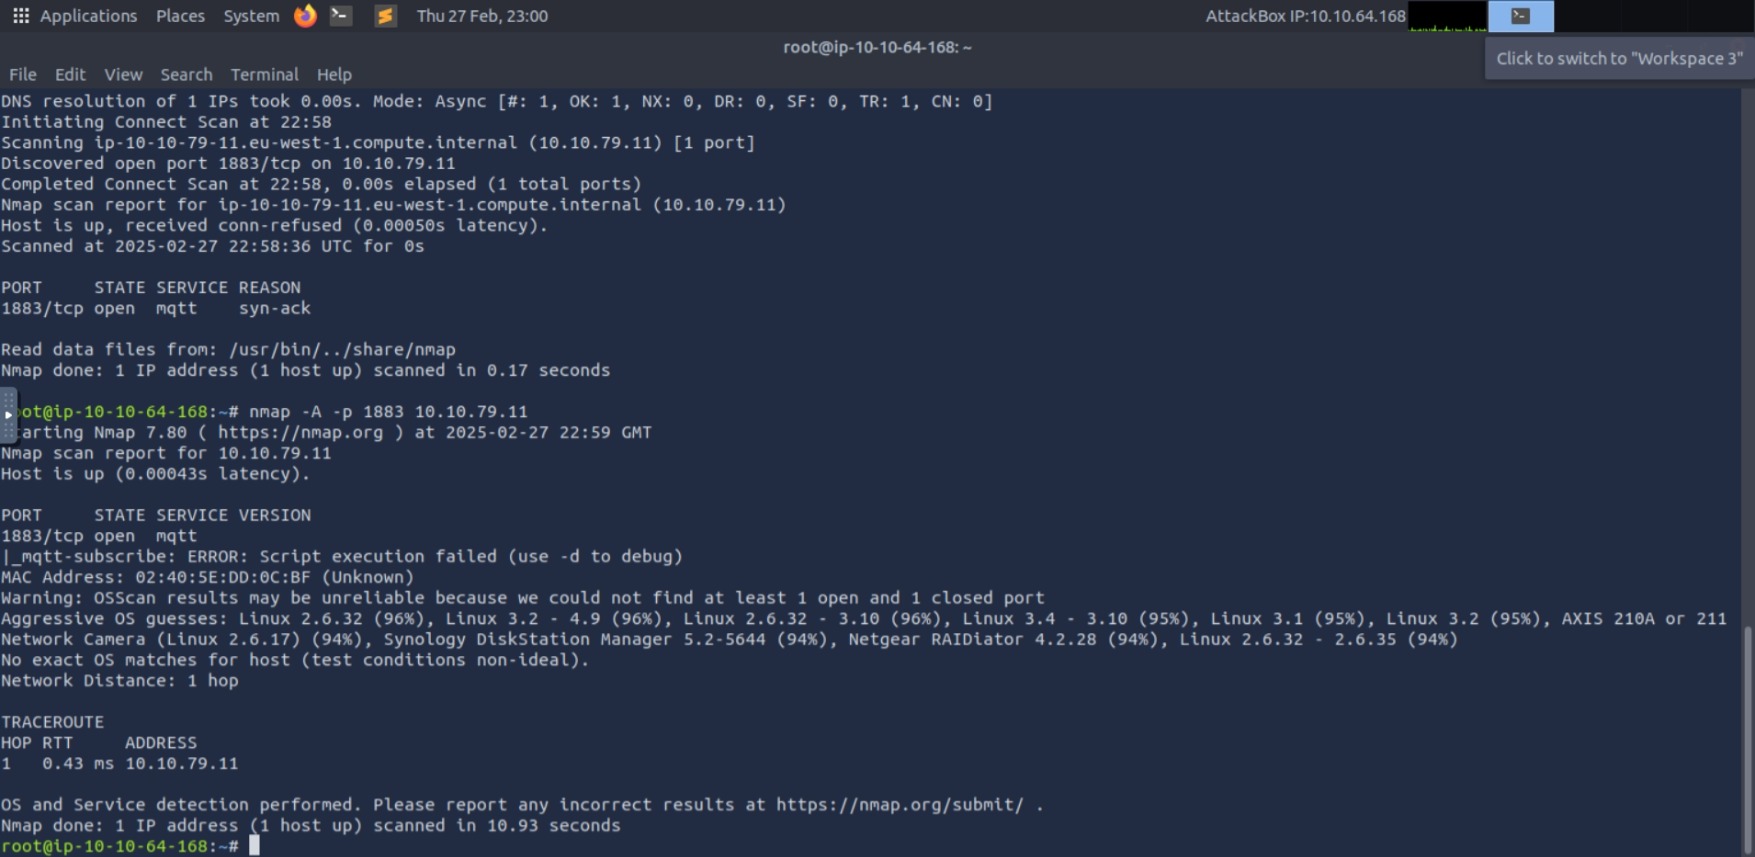 Applications Places System Thu 27 Feb, 23:00 AttackBox IP:10.10.64.168
root@ip-10-10-64-168: ~
Click to switch to "Workspace 3"
File Edit View Search Terminal Help
DNS resolution of 1 IPs took 0.00s. Mode: Async [#: 1, OK: 1, NX: 0, DR: 0, SF: 0, TR: 1, CN: 0]
Initiating Connect Scan at 22:58
Scanning ip-10-10-79-11.eu-west-1.compute.internal (10.10.79.11) [1 port]
Discovered open port 1883/tcp on 10.10.79.11
Completed Connect Scan at 22:58, 0.00s elapsed (1 total ports)
Nmap scan report for ip-10-10-79-11.eu-west-1.compute.internal (10.10.79.11)
Host is up, received conn-refused (0.00050s latency).
Scanned at 2025-02-27 22:58:36 UTC for 0s
PORT     STATE SERVICE REASON
1883/tcp open  mqtt    syn-ack
Read data files from: /usr/bin/../share/nmap
Nmap done: 1 IP address (1 host up) scanned in 0.17 seconds
oot@ip-10-10-64-168:~# nmap -A -p 1883 10.10.79.11
arting Nmap 7.80 ( https://nmap.org ) at 2025-02-27 22:59 GMT
Nmap scan report for 10.10.79.11
Host is up (0.00043s latency).
PORT     STATE SERVICE VERSION
1883/tcp open  mqtt
|_mqtt-subscribe: ERROR: Script execution failed (use -d to debug)
MAC Address: 02:40:5E:DD:0C:BF (Unknown)
Warning: OSScan results may be unreliable because we could not find at least 1 open and 1 closed port
Aggressive OS guesses: Linux 2.6.32 (96%), Linux 3.2 - 4.9 (96%), Linux 2.6.32 - 3.10 (96%), Linux 3.4 - 3.10 (95%), Linux 3.1 (95%), Linux 3.2 (95%), AXIS 210A or 211
Network Camera (Linux 2.6.17) (94%), Synology DiskStation Manager 5.2-5644 (94%), Netgear RAIDiator 4.2.28 (94%), Linux 2.6.32 - 2.6.35 (94%)
No exact OS matches for host (test conditions non-ideal).
Network Distance: 1 hop
TRACEROUTE
HOP RTT     ADDRESS
1   0.43 ms 10.10.79.11
OS and Service detection performed. Please report any incorrect results at https://nmap.org/submit/ .
Nmap done: 1 IP address (1 host up) scanned in 10.93 seconds
root@ip-10-10-64-168:~#